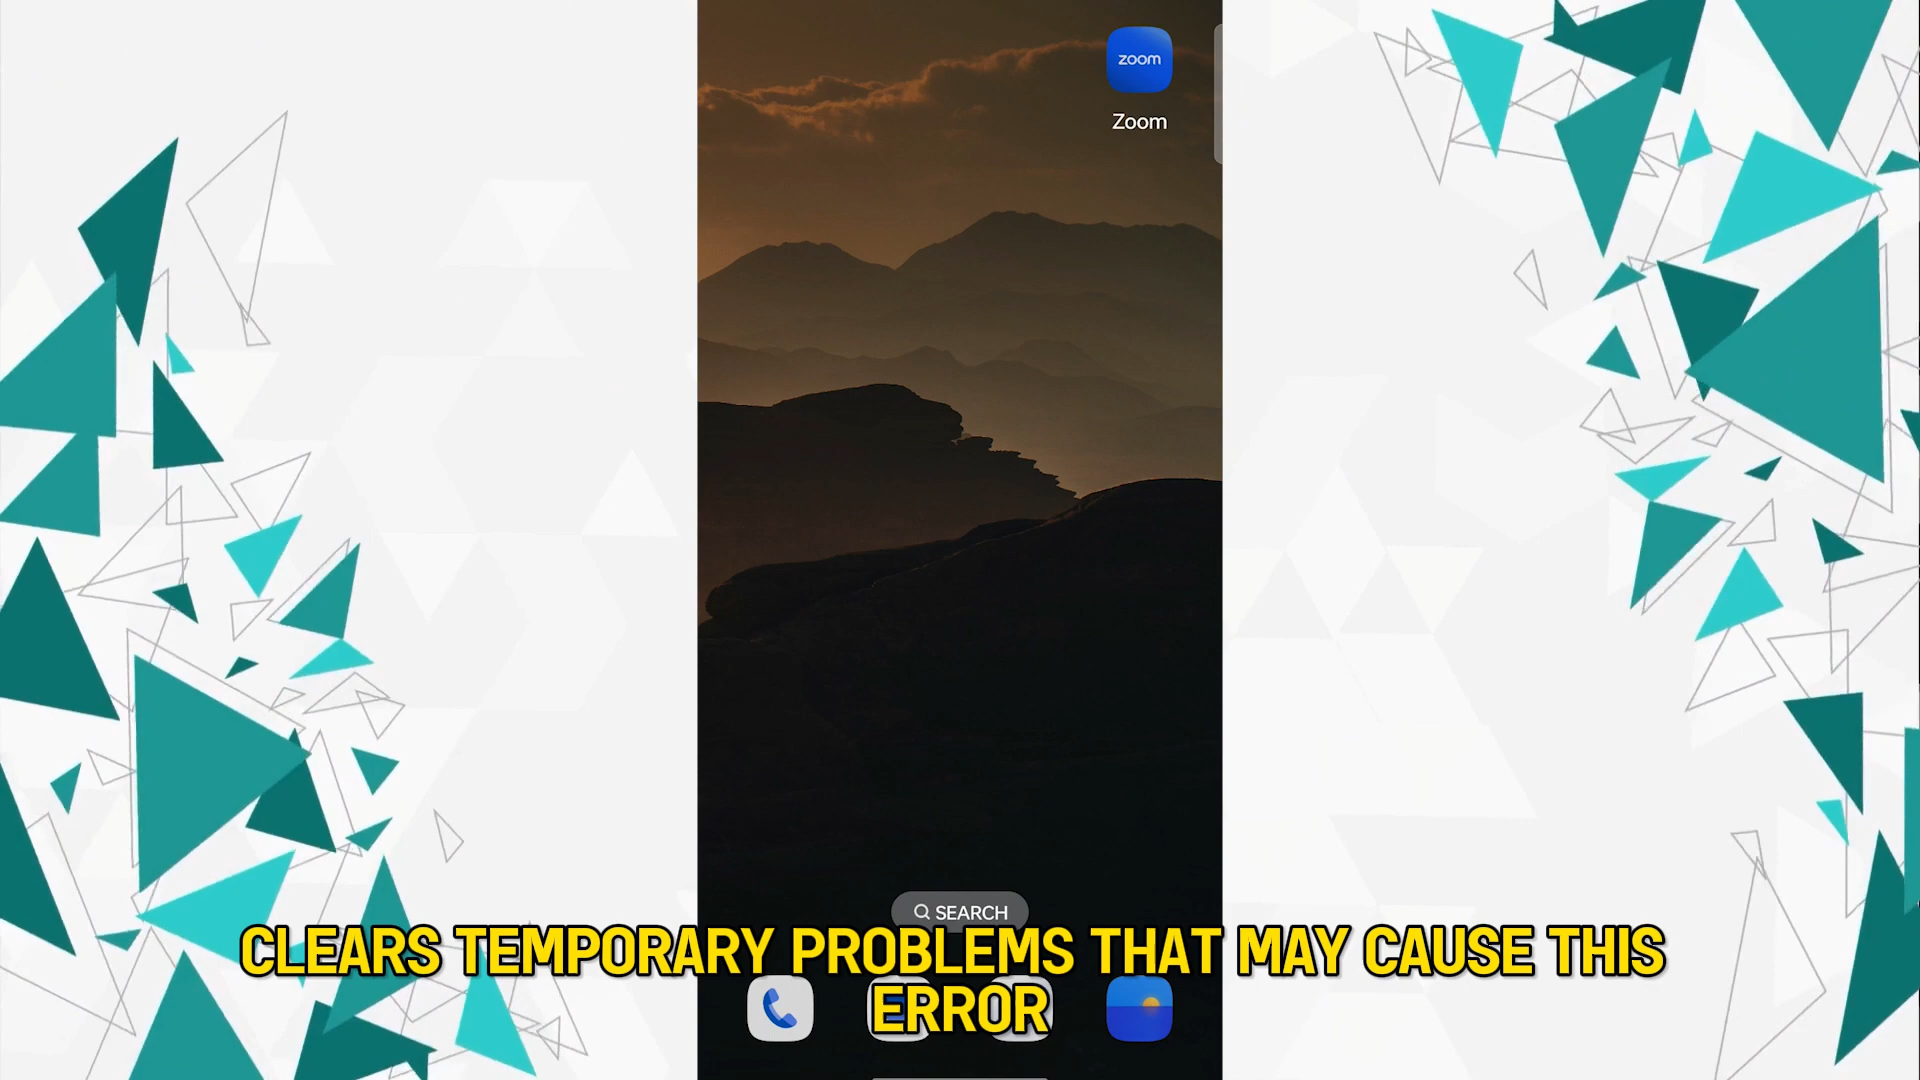 zoom
Zoom
SEARCH
CLEARS TEMPORARY PROBLEMS THAT MAY CAUSE THIS
ERROR